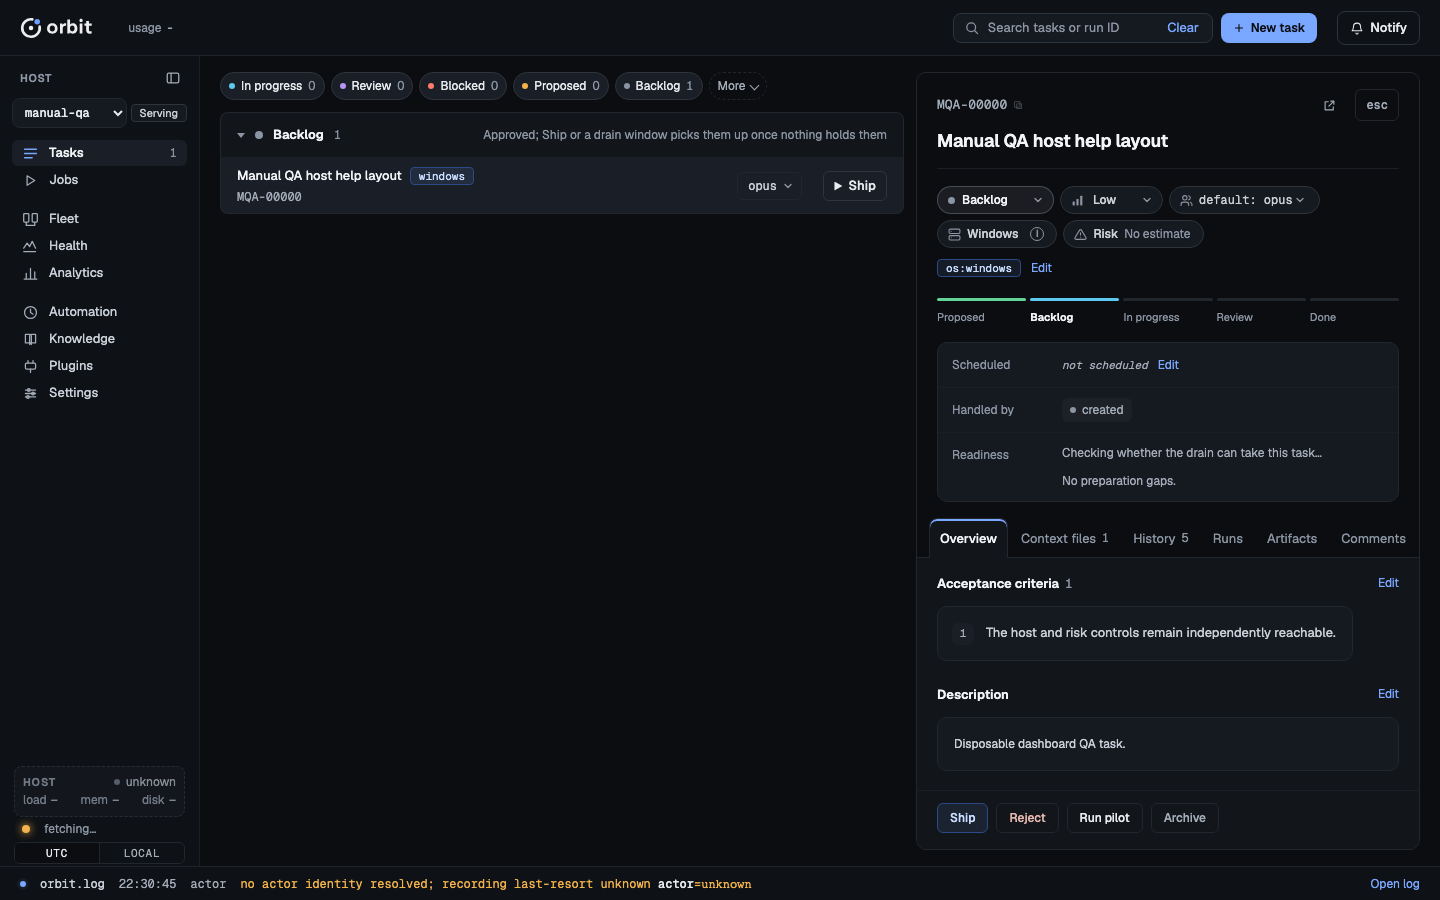 orbit
usage -
Search tasks or run ID
Clear
+ New task
Notify
HOST
manual-qa
Serving
Tasks 1
Jobs
Fleet
Health
Analytics
Automation
Knowledge
Plugins
Settings
HOST unknown
load – mem – disk –
fetching…
UTC LOCAL
In progress 0
Review 0
Blocked 0
Proposed 0
Backlog 1
More
Backlog 1
Approved; Ship or a drain window picks them up once nothing holds them
Manual QA host help layout windows
MQA-00000
opus
Ship
MQA-00000
esc
Manual QA host help layout
Backlog
Low
default: opus
Windows
Risk No estimate
os:windows Edit
Proposed
Backlog
In progress
Review
Done
Scheduled not scheduled Edit
Handled by created
Readiness Checking whether the drain can take this task…
No preparation gaps.
Overview
Context files 1
History 5
Runs
Artifacts
Comments
Acceptance criteria 1 Edit
1 The host and risk controls remain independently reachable.
Description Edit
Disposable dashboard QA task.
Ship
Reject
Run pilot
Archive
orbit.log 22:30:45 actor no actor identity resolved; recording last-resort unknown actor=unknown
Open log